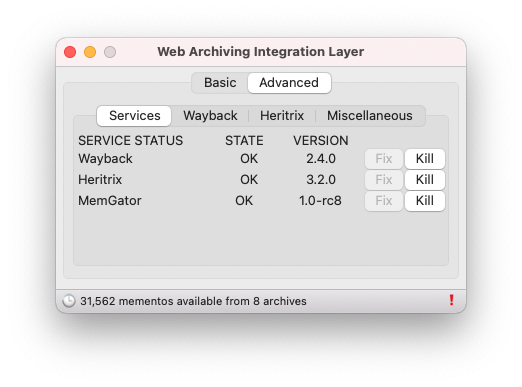 Web Archiving Integration Layer
Basic Advanced
Services Wayback Heritrix Miscellaneous
SERVICE STATUS STATE VERSION
Wayback OK 2.4.0 Fix Kill
Heritrix OK 3.2.0 Fix Kill
MemGator OK 1.0-rc8 Fix Kill
31,562 mementos available from 8 archives !